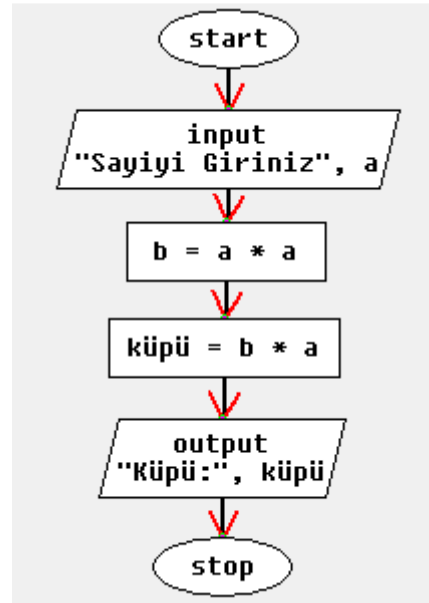 start
input
"Sayiyi Giriniz", a
b = a * a
küpü = b * a
output
"Küpü:", küpü
stop